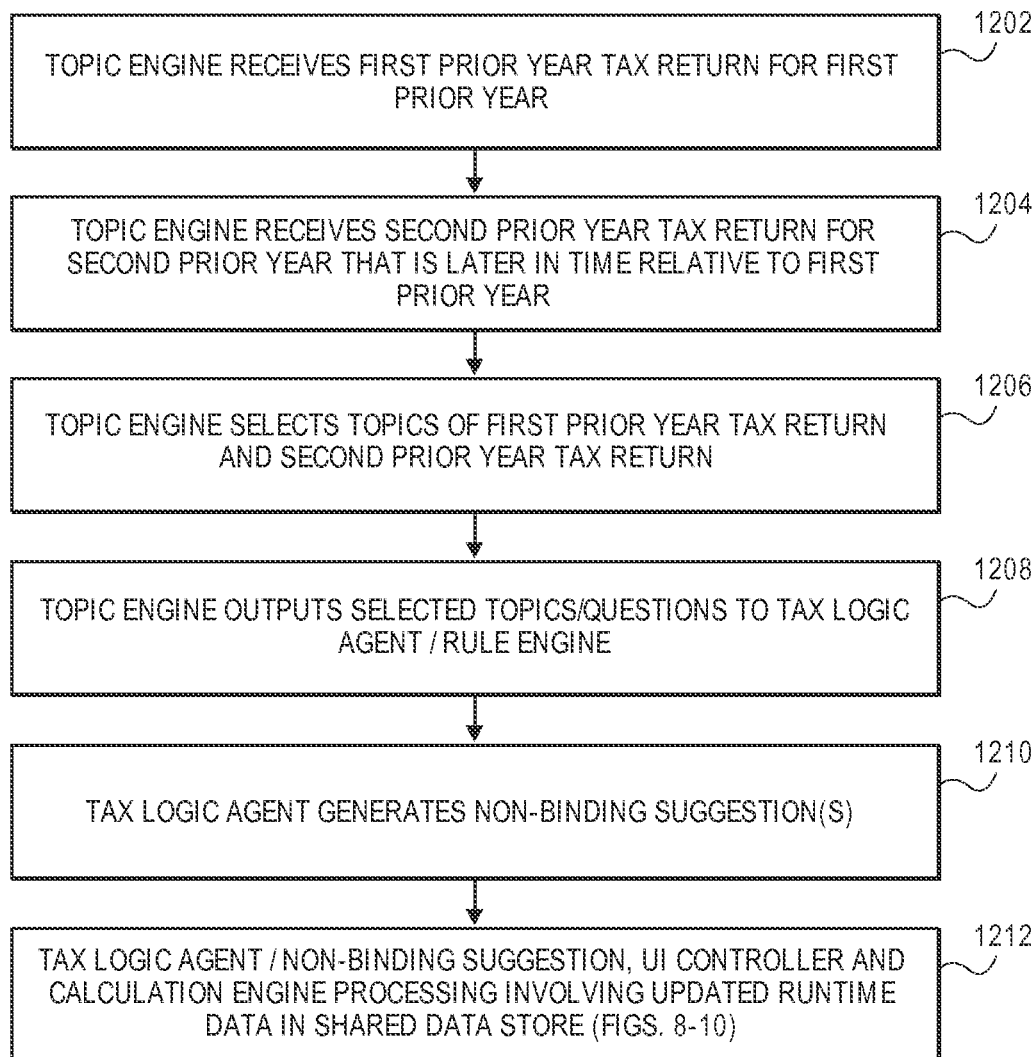 1202
TOPIC ENGINE RECEIVES FIRST PRIOR YEAR TAX RETURN FOR FIRST
PRIOR YEAR
1204
TOPIC ENGINE RECEIVES SECOND PRIOR YEAR TAX RETURN FOR
SECOND PRIOR YEAR THAT IS LATER IN TIME RELATIVE TO FIRST
PRIOR YEAR
1206
TOPIC ENGINE SELECTS TOPICS OF FIRST PRIOR YEAR TAX RETURN
AND SECOND PRIOR YEAR TAX RETURN
1208
TOPIC ENGINE OUTPUTS SELECTED TOPICS/QUESTIONS TO TAX LOGIC
AGENT / RULE ENGINE
1210
TAX LOGIC AGENT GENERATES NON-BINDING SUGGESTION(S)
1212
TAX LOGIC AGENT / NON-BINDING SUGGESTION, UI CONTROLLER AND
CALCULATION ENGINE PROCESSING INVOLVING UPDATED RUNTIME
DATA IN SHARED DATA STORE (FIGS. 8-10)